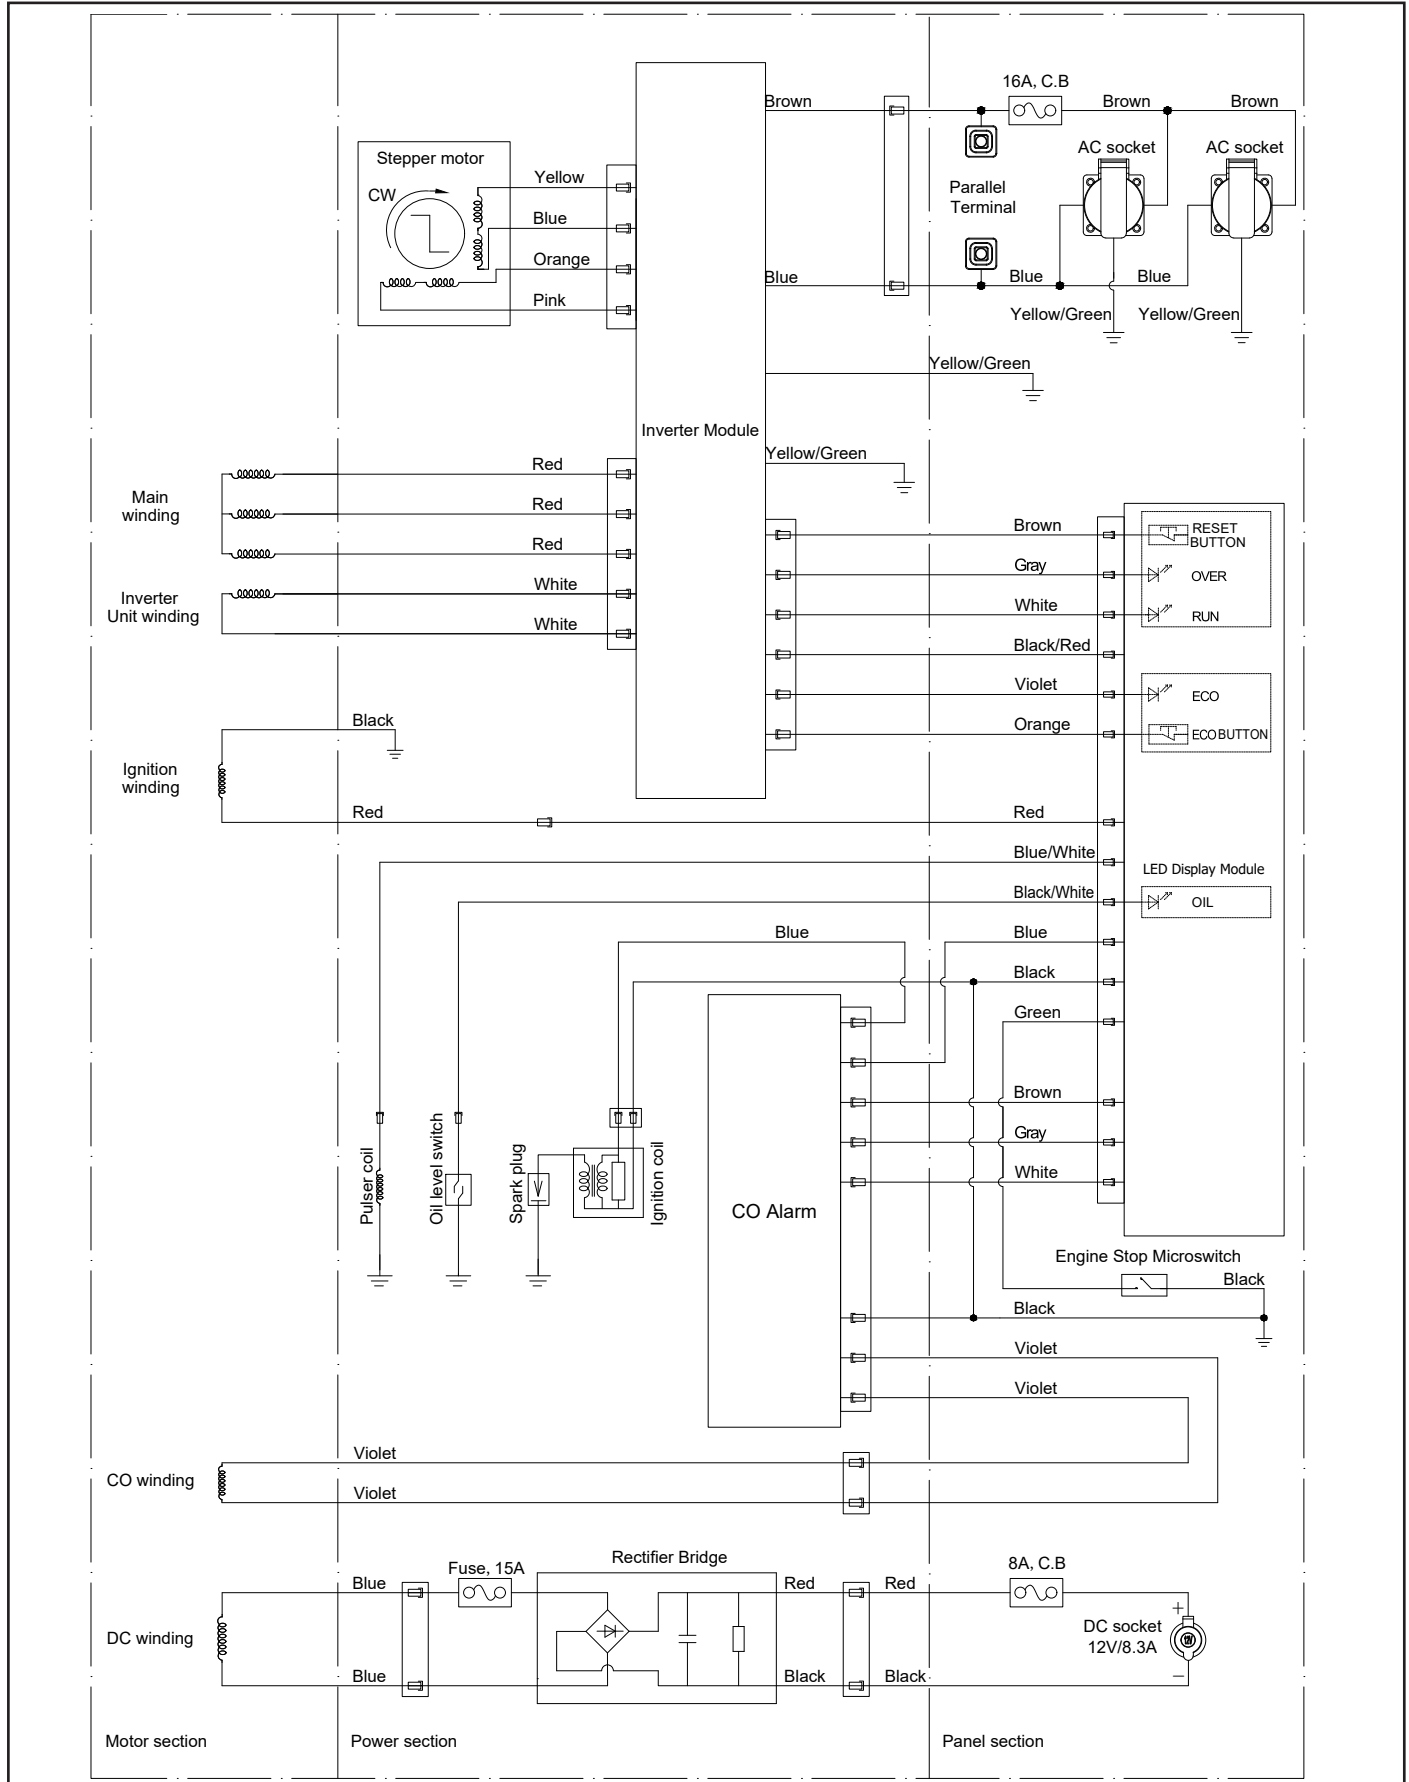 16A, C.B
Brown
Brown
Brown
Stepper motor
CW
Yellow
Blue
Orange
Pink
AC socket
AC socket
Parallel
Terminal
Blue
Blue
Blue
Yellow/Green
Yellow/Green
Yellow/Green
Inverter Module
Yellow/Green
Main
winding
Red
Red
Red
Inverter
Unit winding
White
White
Brown
RESET
BUTTON
Gray
OVER
White
RUN
Black/Red
Violet
ECO
Orange
ECO BUTTON
Black
Ignition
winding
Red
Red
Blue/White
LED Display Module
Black/White
OIL
Blue
Blue
Black
Green
Brown
Gray
White
Pulser coil
Oil level switch
Spark plug
Ignition coil
CO Alarm
Engine Stop Microswitch
Black
Black
Violet
Violet
CO winding
Violet
Violet
Fuse, 15A
Rectifier Bridge
8A, C.B
Blue
Red
Red
+
DC winding
DC socket
12V/8.3A
12V
Blue
Black
Black
−
Motor section
Power section
Panel section